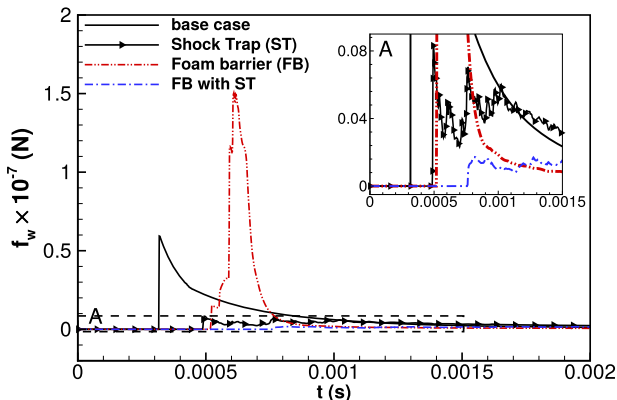 base case
Shock Trap (ST)
Foam barrier (FB)
FB with ST
A
0.08
0.04
0
0 0.0005 0.001 0.0015
2
1.5
1
0.5
0
f_w × 10^-7 (N)
A
0 0.0005 0.001 0.0015 0.002
t (s)